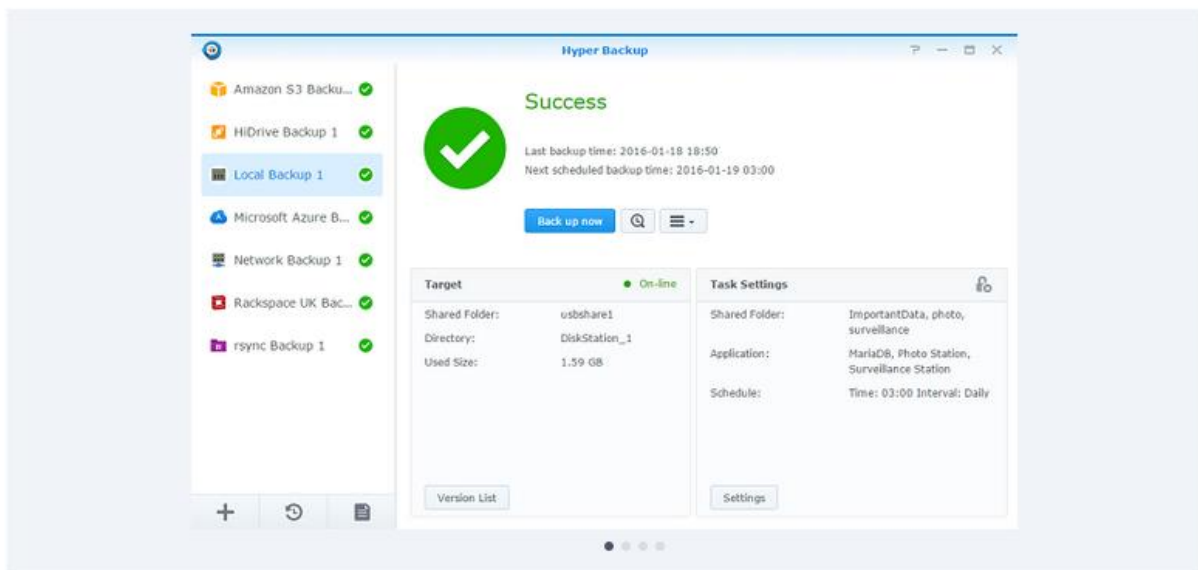 Hyper Backup
Amazon S3 Backu...
HiDrive Backup 1
Local Backup 1
Microsoft Azure B...
Network Backup 1
Rackspace UK Bac...
rsync Backup 1
Success
Last backup time: 2016-01-18 18:50
Next scheduled backup time: 2016-01-19 03:00
Back up now
Target
On-line
Shared Folder: usbshare1
Directory: DiskStation_1
Used Size: 1.59 GB
Version List
Task Settings
Shared Folder: ImportantData, photo,
surveillance
Application: MariaDB, Photo Station,
Surveillance Station
Schedule: Time: 03:00 Interval: Daily
Settings